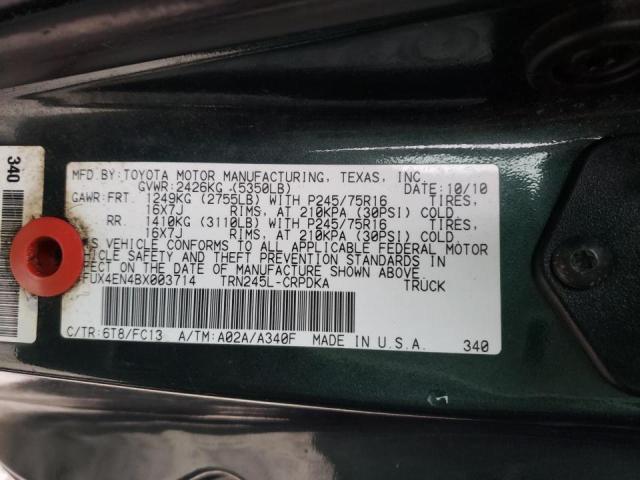 340
MFD.BY:TOYOTA MOTOR MANUFACTURING, TEXAS, INC.
GVWR:2426KG (5350LB) DATE:10/10
GAWR:FRT. 1249KG (2755LB) WITH P245/75R16 TIRES,
16X7J RIMS, AT 210KPA (30PSI) COLD
RR. 1410KG (3110LB) WITH P245/75R16 TIRES,
16X7J RIMS, AT 210KPA (30PSI) COLD
VEHICLE CONFORMS TO ALL APPLICABLE FEDERAL MOTOR
VEHICLE SAFETY AND THEFT PREVENTION STANDARDS IN
EFFECT ON THE DATE OF MANUFACTURE SHOWN ABOVE.
FUX4EN4BX003714 TRN245L-CRPDKA TRUCK
C/TR:6T8/FC13 A/TM:A02A/A340F MADE IN U.S.A. 340